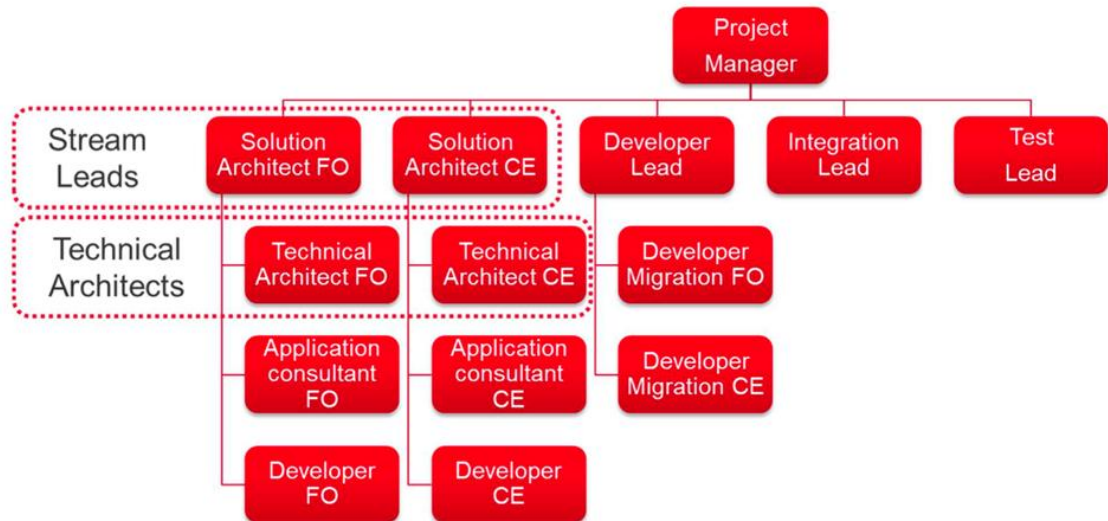 Project
Manager
Stream
Leads
Solution
Architect FO
Solution
Architect CE
Developer
Lead
Integration
Lead
Test
Lead
Technical
Architects
Technical
Architect FO
Technical
Architect CE
Developer
Migration FO
Application
consultant
FO
Application
consultant
CE
Developer
Migration CE
Developer
FO
Developer
CE